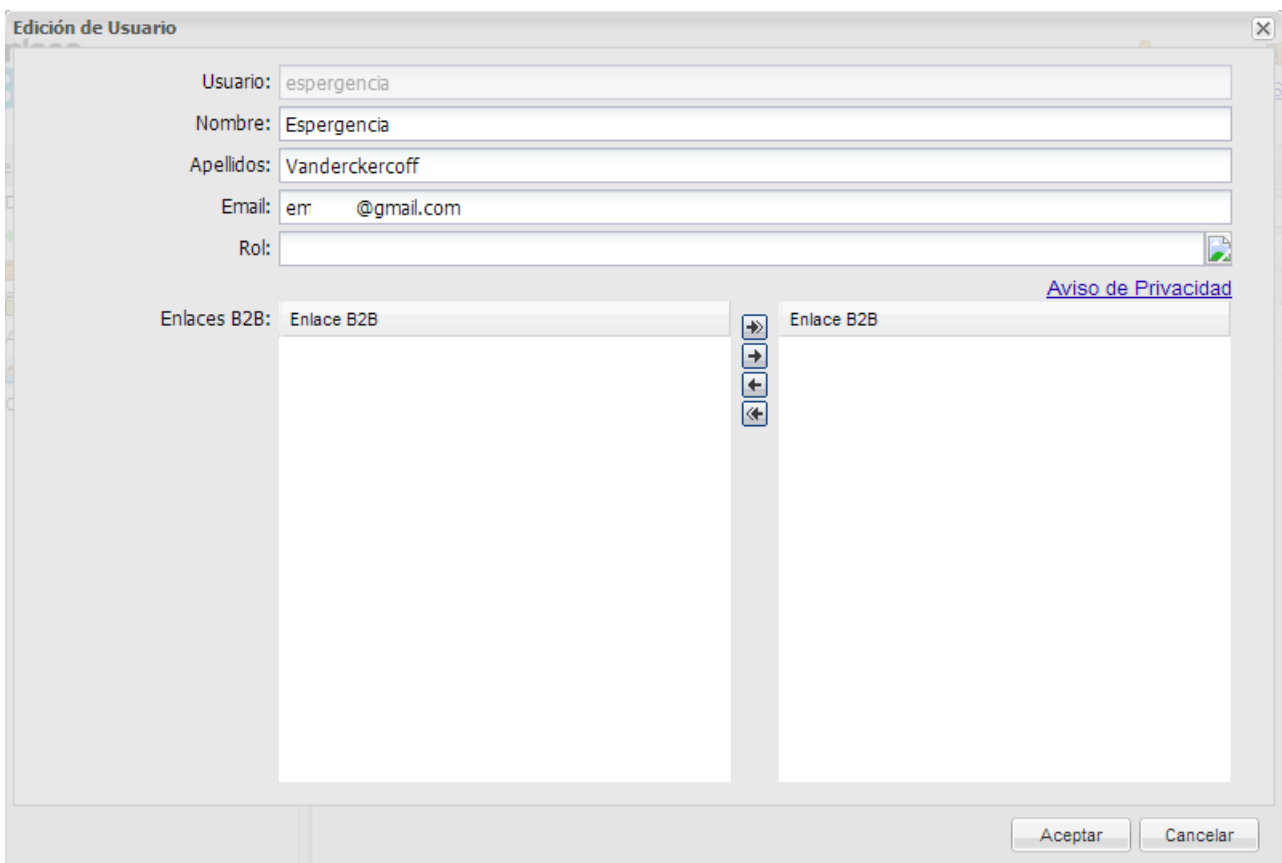 Edición de Usuario
Usuario: espergencia
Nombre: Espergencia
Apellidos: Vanderckercoff
Email: em @gmail.com
Rol:
Aviso de Privacidad
Enlaces B2B: Enlace B2B Enlace B2B
Aceptar Cancelar